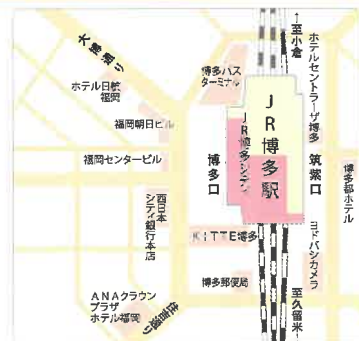 ←至小倉
大博通り
博多バス
ターミナル
ホテル日航
福岡
ホテルセントラーザ博多
福岡朝日ビル
JR博多駅
JR博多シティ
福岡センタービル
博多口
筑紫口
博多都ホテル
西日本
シティ銀行本店
KITTE博多
ヨドバシカメラ
博多郵便局
ANAクラウン
プラザ
ホテル福岡
住吉通り
至久留米→